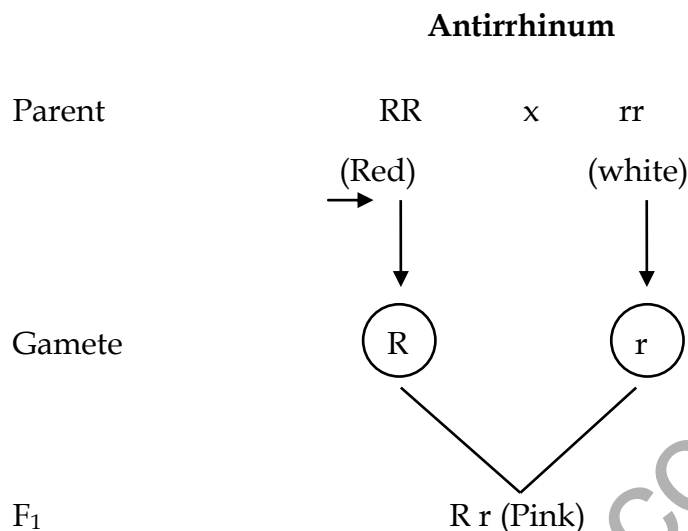 Antirrhinum
Parent RR x rr
(Red) (white)
Gamete R r
F₁ R r (Pink)